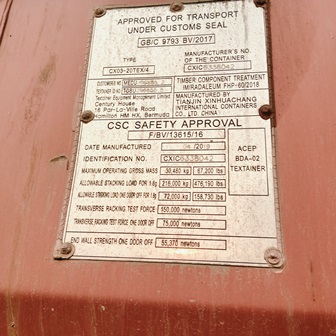 APPROVED FOR TRANSPORT
UNDER CUSTOMS SEAL
GB/C 9793 BV/2017
TYPE
MANUFACTURER'S NO.
OF THE CONTAINER
CX03-20TEX/4
CXIC6338042
Textainer Equipment Management Limited
Century House
16 Par-La-Ville Road
Hamilton HM HX, Bermuda
TIMBER COMPONENT TREATMENT
IM/RADALEUM FHP-60/2018
MANUFACTURED BY
TIANJIN XINHUACHANG
INTERNATIONAL CONTAINERS
CO., LTD. CHINA
CSC SAFETY APPROVAL
F/BV/13615/16
DATE MANUFACTURED
IDENTIFICATION NO. CXIC6338042
ACEP
BDA-02
TEXTAINER
MAXIMUM OPERATING GROSS MASS 30,480 kg 67,200 lbs
ALLOWABLE STACKING LOAD FOR 1.8g 216,000 kg 476,190 lbs
72,000 kg 158,730 lbs
TRANSVERSE RACKING TEST FORCE 150,000 newtons
TRANSVERSE RACKING TEST FORCE ONE DOOR OFF 75,000 newtons
END WALL STRENGTH ONE DOOR OFF 55,370 newtons